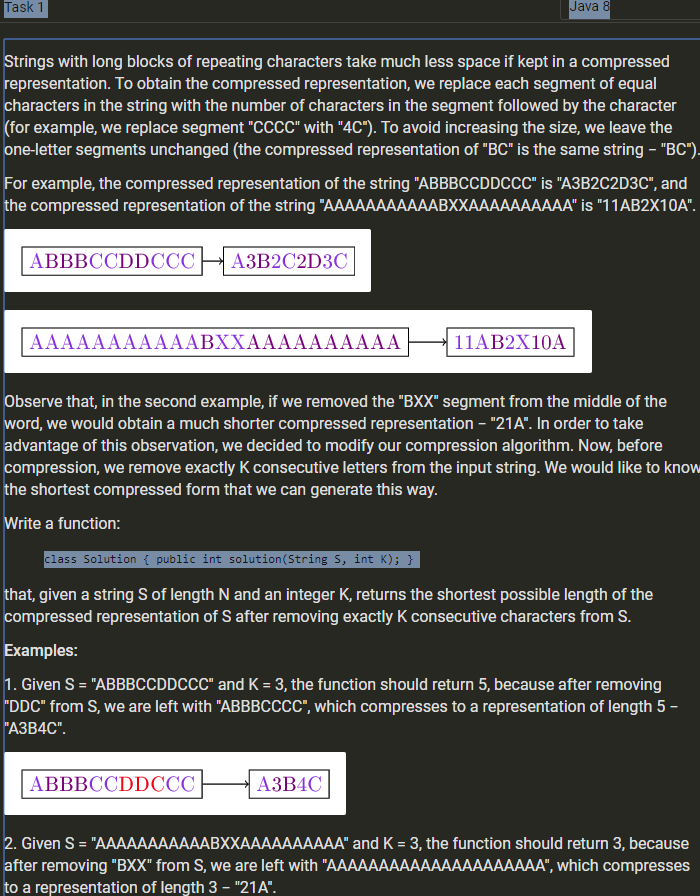 Task 1
Java 8
Strings with long blocks of repeating characters take much less space if kept in a compressed
representation. To obtain the compressed representation, we replace each segment of equal
characters in the string with the number of characters in the segment followed by the character
(for example, we replace segment "CCCC" with "4C"). To avoid increasing the size, we leave the
one-letter segments unchanged (the compressed representation of "BC" is the same string – "BC").
For example, the compressed representation of the string "ABBBCCDDCCC" is "A3B2C2D3C", and
the compressed representation of the string "AAAAAAAAAAABXXAAAAAAAAAA" is "11AB2X10A".
ABBBCCDDCCC A3B2C2D3C
AAAAAAAAAAABXXAAAAAAAAAA 11AB2X10A
Observe that, in the second example, if we removed the "BXX" segment from the middle of the
word, we would obtain a much shorter compressed representation – "21A". In order to take
advantage of this observation, we decided to modify our compression algorithm. Now, before
compression, we remove exactly K consecutive letters from the input string. We would like to know
the shortest compressed form that we can generate this way.
Write a function:
class Solution { public int solution(String S, int K); }
that, given a string S of length N and an integer K, returns the shortest possible length of the
compressed representation of S after removing exactly K consecutive characters from S.
Examples:
1. Given S = "ABBBCCDDCCC" and K = 3, the function should return 5, because after removing
"DDC" from S, we are left with "ABBBCCCC", which compresses to a representation of length 5 –
"A3B4C".
ABBBCCDDCCC A3B4C
2. Given S = "AAAAAAAAAAABXXAAAAAAAAAA" and K = 3, the function should return 3, because
after removing "BXX" from S, we are left with "AAAAAAAAAAAAAAAAAAAAA", which compresses
to a representation of length 3 – "21A".